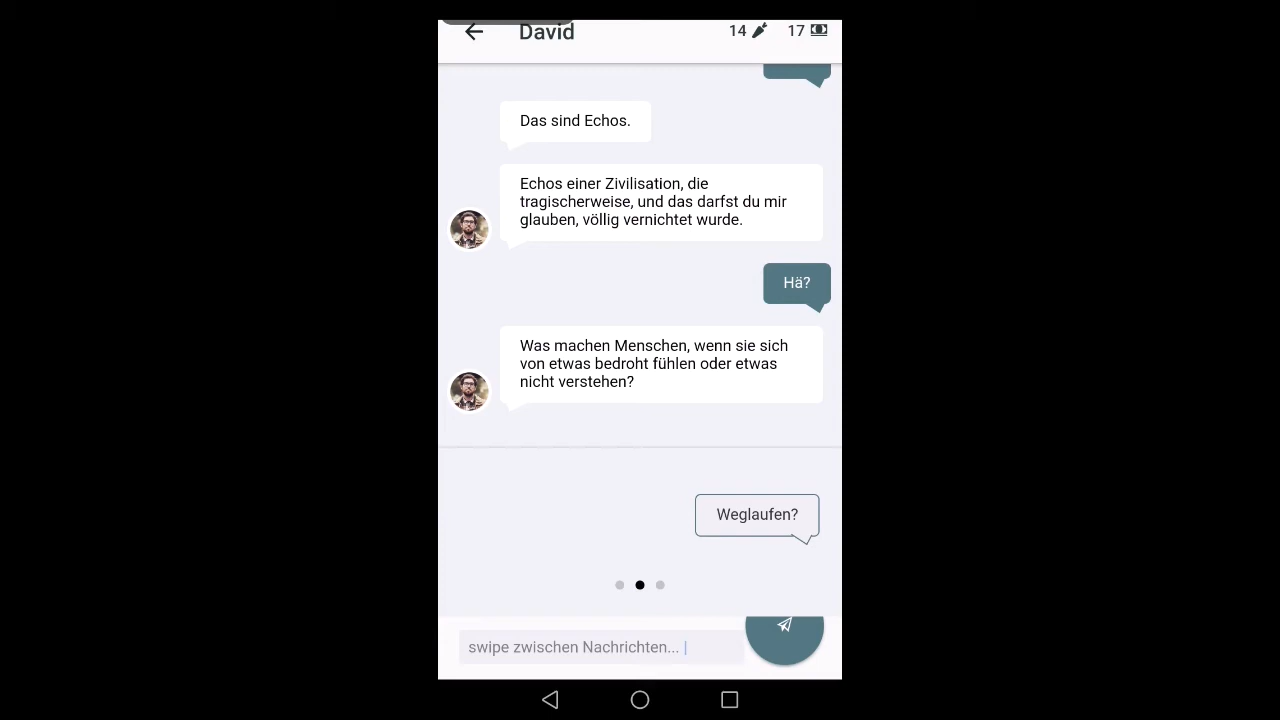 David
14
17
Das sind Echos.
Echos einer Zivilisation, die
tragischerweise, und das darfst du mir
glauben, völlig vernichtet wurde.
Hä?
Was machen Menschen, wenn sie sich
von etwas bedroht fühlen oder etwas
nicht verstehen?
Weglaufen?
swipe zwischen Nachrichten...